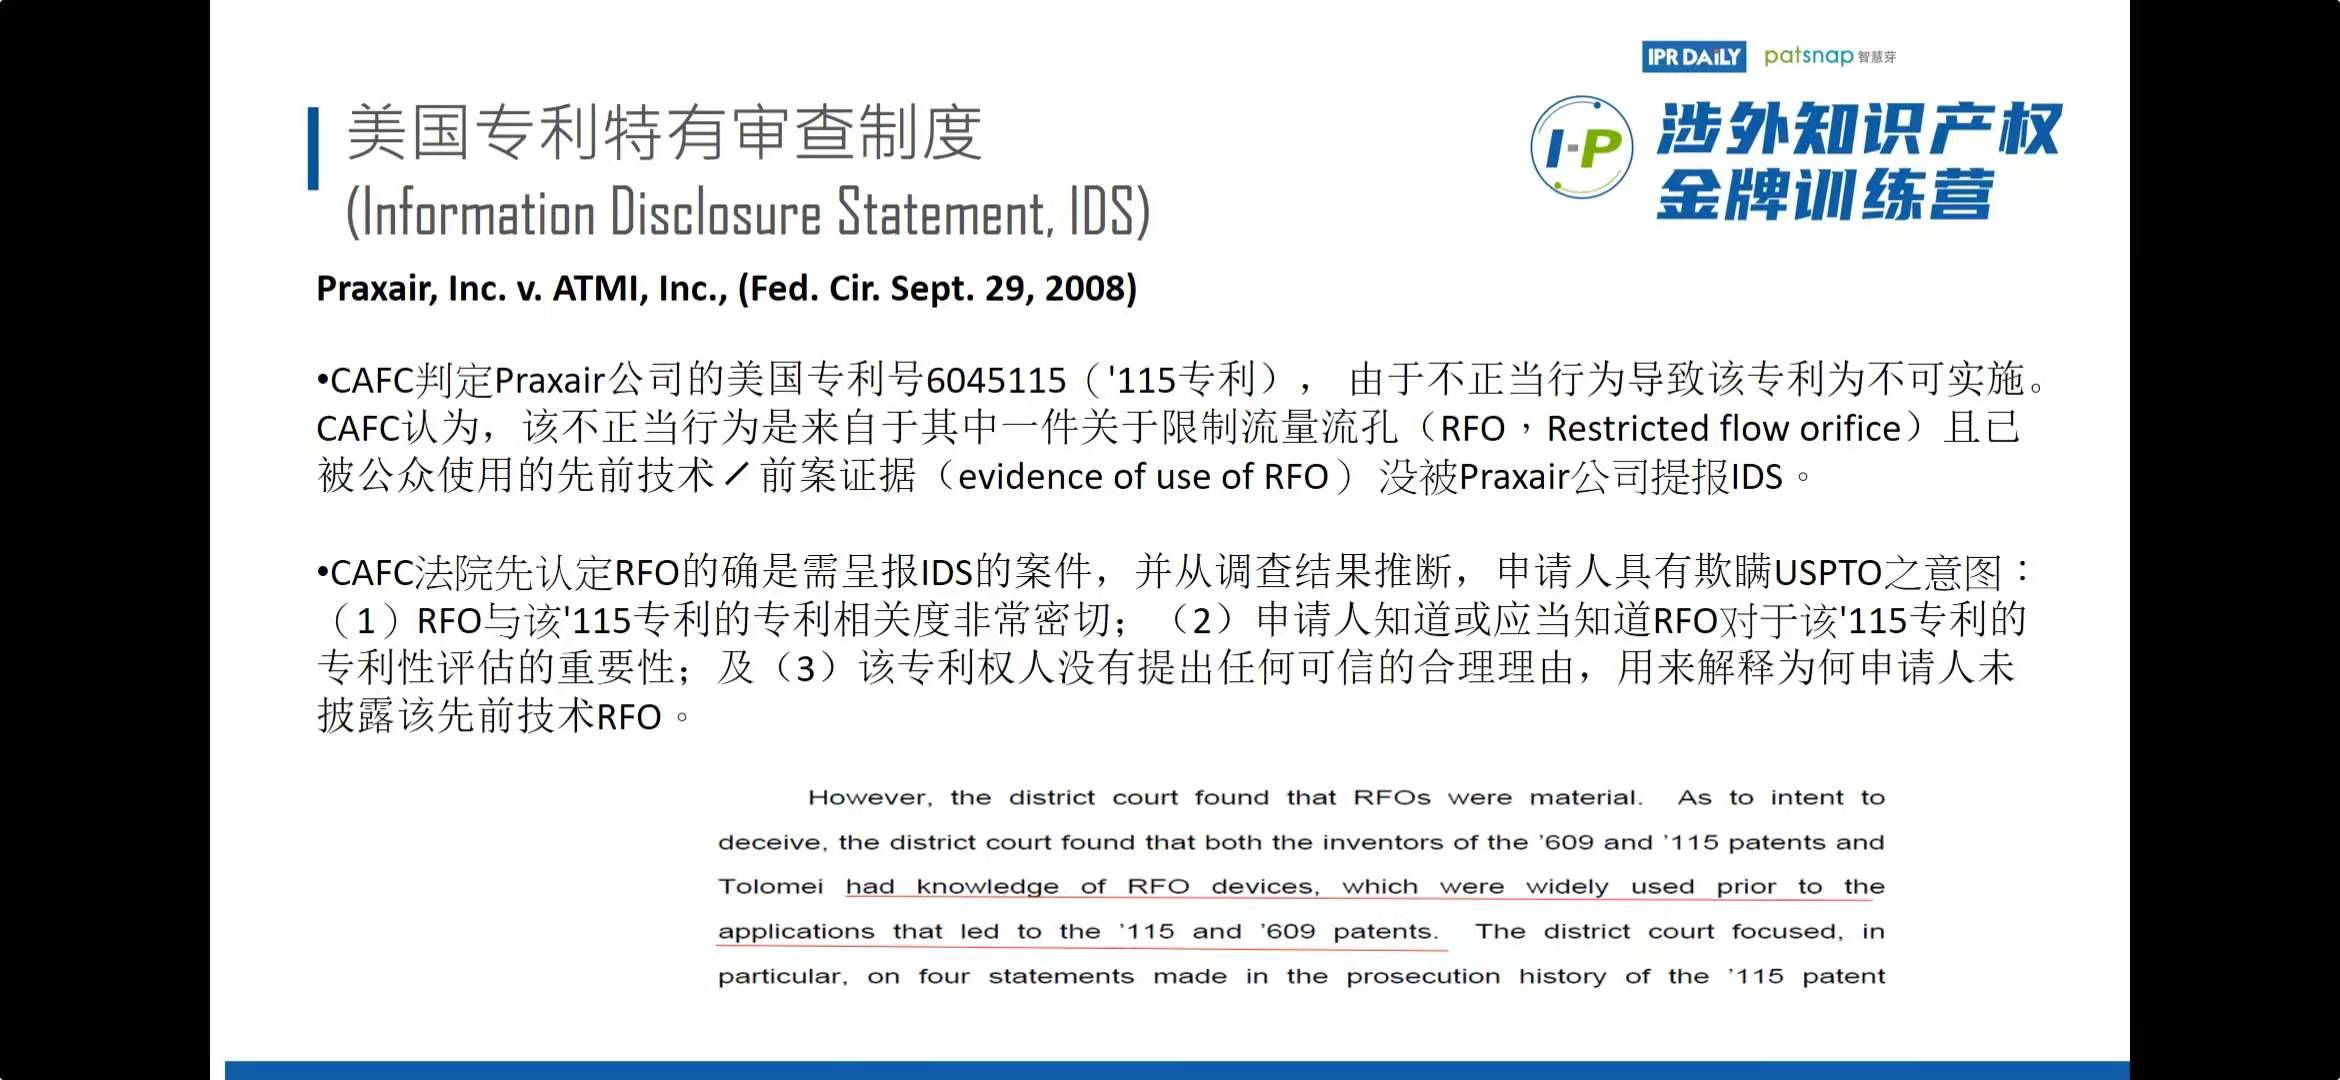 IPR DAILY patsnap 智慧芽
I-P 涉外知识产权
金牌训练营
美国专利特有审查制度
(Information Disclosure Statement, IDS)
Praxair, Inc. v. ATMI, Inc., (Fed. Cir. Sept. 29, 2008)
•CAFC判定Praxair公司的美国专利号6045115（'115专利）， 由于不正当行为导致该专利为不可实施。
CAFC认为，该不正当行为是来自于其中一件关于限制流量流孔（RFO，Restricted flow orifice）且已
被公众使用的先前技术／前案证据（evidence of use of RFO） 没被Praxair公司提报IDS。
•CAFC法院先认定RFO的确是需呈报IDS的案件，并从调查结果推断，申请人具有欺瞒USPTO之意图：
（1）RFO与该'115专利的专利相关度非常密切；（2）申请人知道或应当知道RFO对于该'115专利的
专利性评估的重要性；及（3）该专利权人没有提出任何可信的合理理由，用来解释为何申请人未
披露该先前技术RFO。
However, the district court found that RFOs were material. As to intent to
deceive, the district court found that both the inventors of the ’609 and ’115 patents and
Tolomei had knowledge of RFO devices, which were widely used prior to the
applications that led to the ’115 and ’609 patents. The district court focused, in
particular, on four statements made in the prosecution history of the ’115 patent